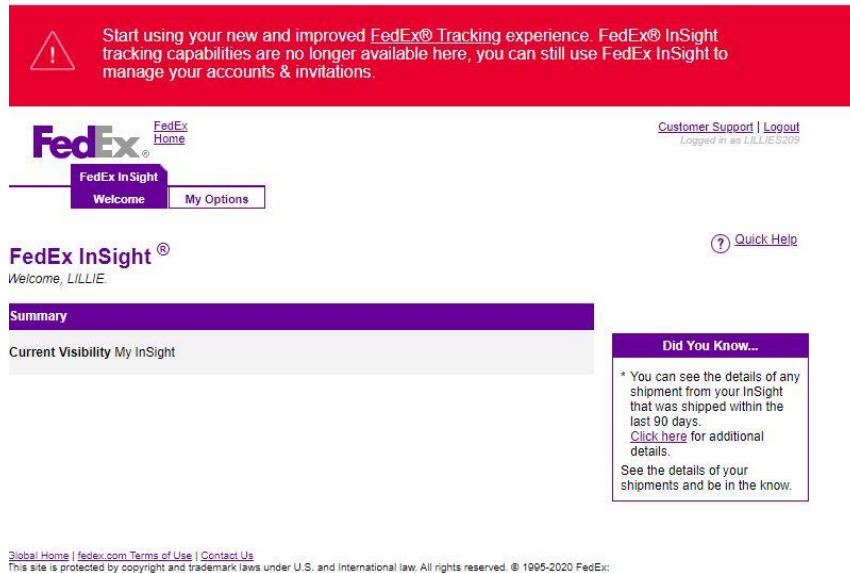 Start using your new and improved FedEx® Tracking experience. FedEx® InSight
tracking capabilities are no longer available here, you can still use FedEx InSight to
manage your accounts & invitations.
FedEx®
FedEx
Home
Customer Support | Logout
Logged in as LILLIES209
FedEx InSight
Welcome
My Options
Quick Help
FedEx InSight ®
Welcome, LILLIE.
Summary
Current Visibility My InSight
Did You Know...
* You can see the details of any
shipment from your InSight
that was shipped within the
last 90 days.
Click here for additional
details.
See the details of your
shipments and be in the know.
Global Home | fedex.com Terms of Use | Contact Us
This site is protected by copyright and trademark laws under U.S. and International law. All rights reserved. © 1995-2020 FedEx: